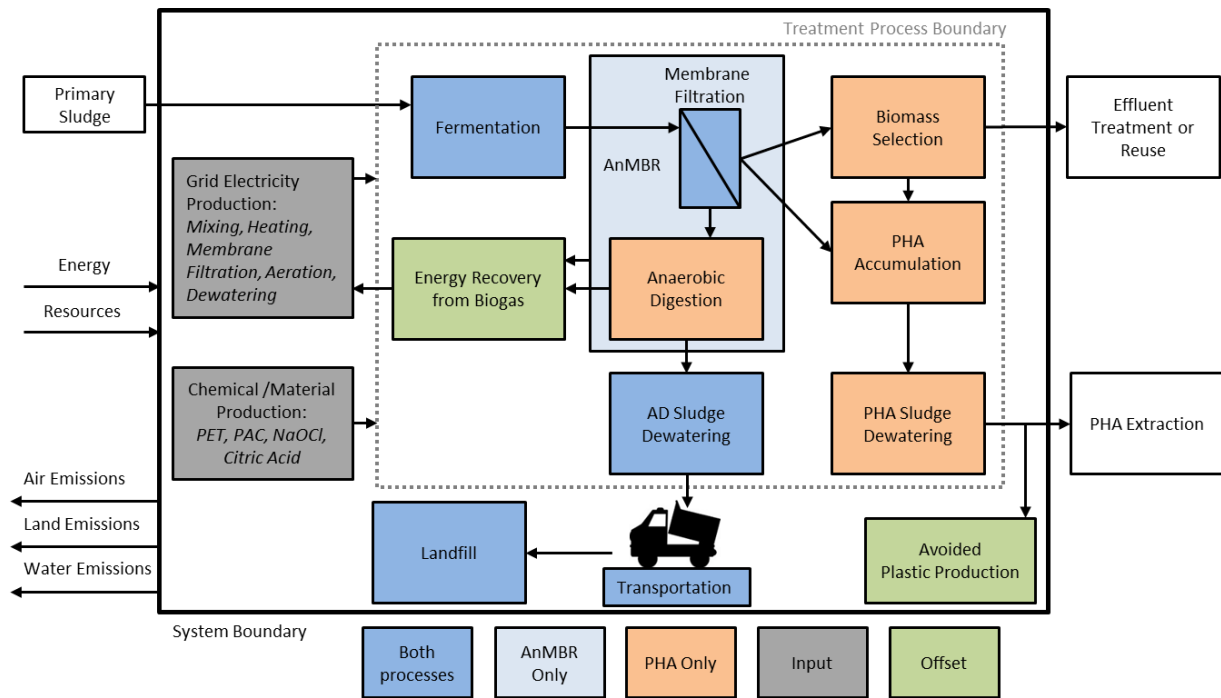 Treatment Process Boundary
Primary
Sludge
Fermentation
Membrane
Filtration
AnMBR
Biomass
Selection
Effluent
Treatment or
Reuse
Grid Electricity
Production:
Mixing, Heating,
Membrane
Filtration, Aeration,
Dewatering
Energy Recovery
from Biogas
Anaerobic
Digestion
PHA
Accumulation
Energy
Resources
Chemical /Material
Production:
PET, PAC, NaOCl,
Citric Acid
AD Sludge
Dewatering
PHA Sludge
Dewatering
PHA Extraction
Air Emissions
Land Emissions
Water Emissions
Landfill
Transportation
Avoided
Plastic Production
System Boundary
Both
processes
AnMBR
Only
PHA Only
Input
Offset